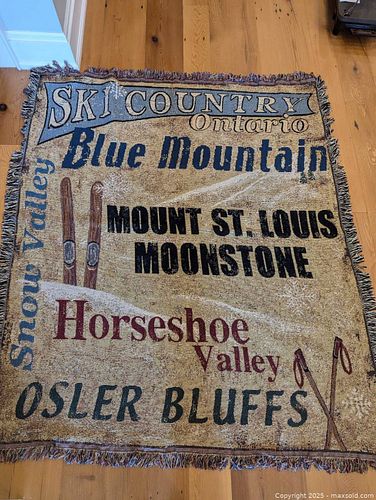 SKI COUNTRY
Ontario
Blue Mountain
Snow Valley
MOUNT ST. LOUIS
MOONSTONE
Horseshoe
Valley
OSLER BLUFFS
Copyright 2025 - maxsold.com